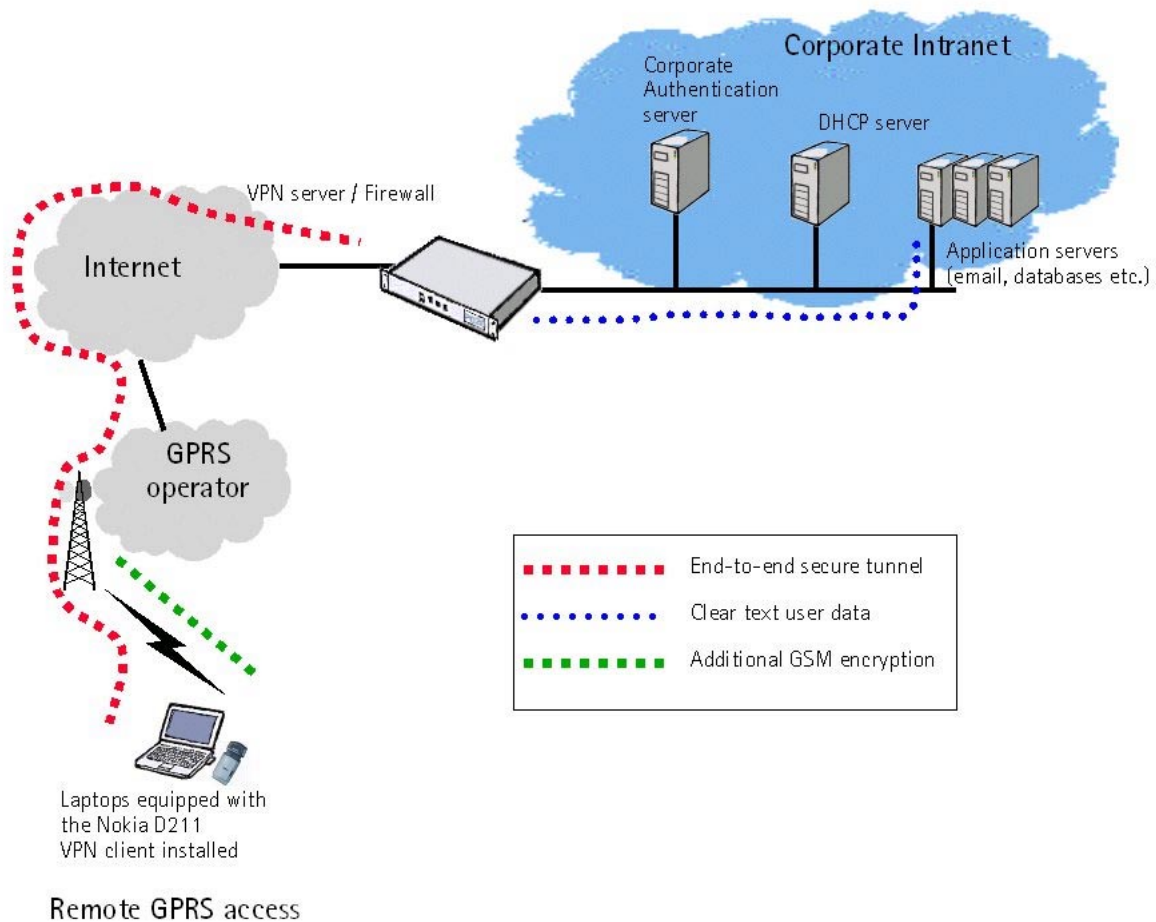 Corporate Intranet
Corporate
Authentication
server
DHCP server
VPN server / Firewall
Internet
Application servers
(email, databases etc.)
GPRS
operator
End-to-end secure tunnel
Clear text user data
Additional GSM encryption
Laptops equipped with
the Nokia D211
VPN client installed
Remote GPRS access